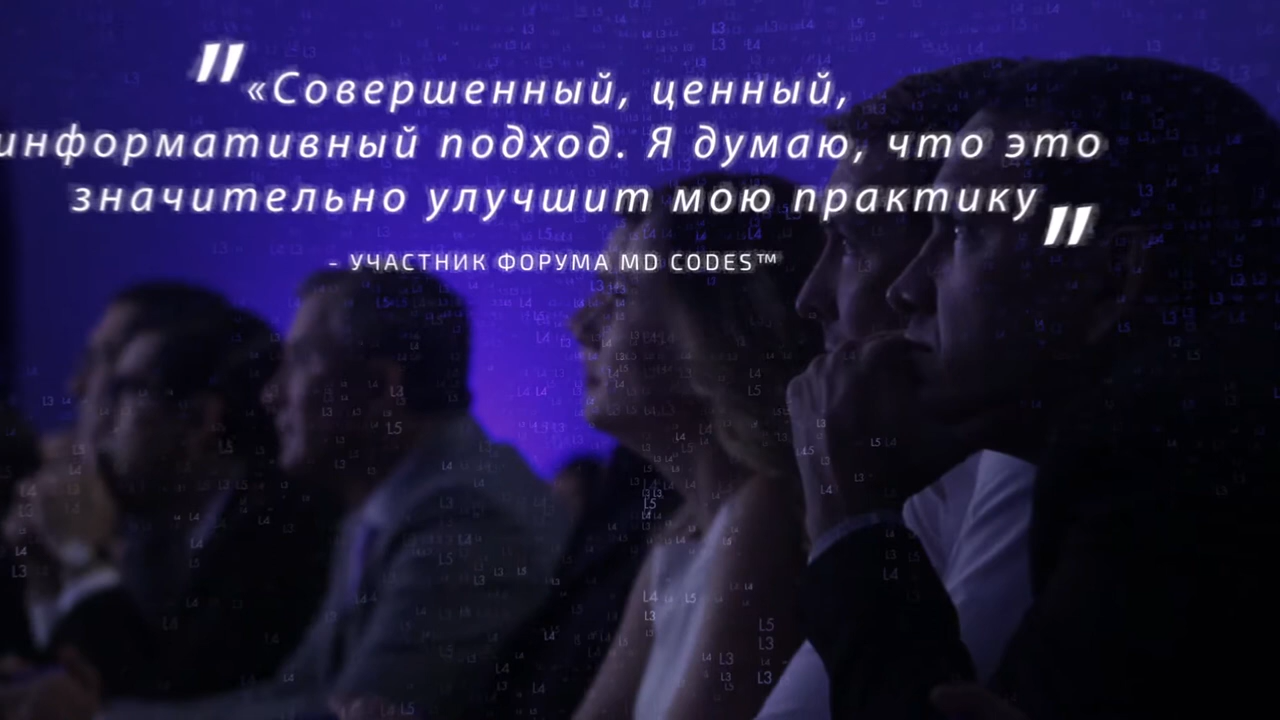 "«Совершенный, ценный,
информативный подход. Я думаю, что это
значительно улучшит мою практику"
- УЧАСТНИК ФОРУМА MD CODES™